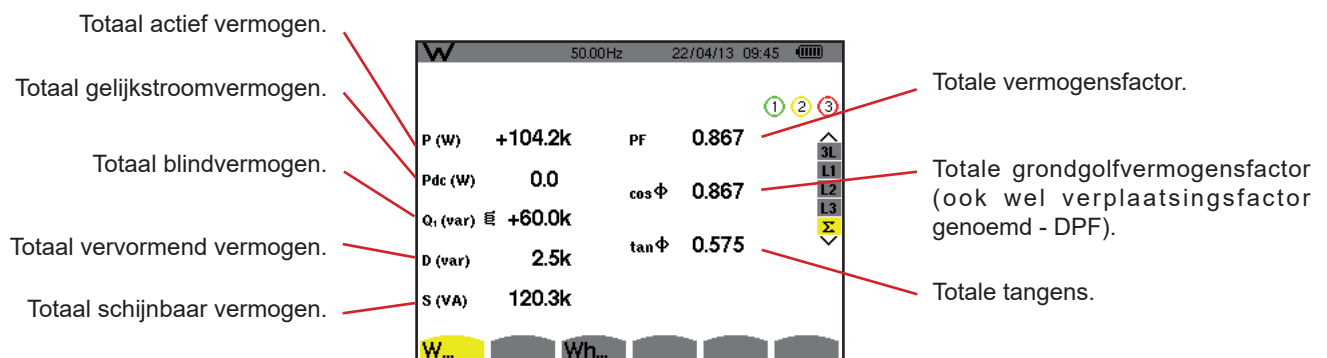 Totaal actief vermogen.
Totaal gelijkstroomvermogen.
Totaal blindvermogen.
Totaal vervormend vermogen.
Totaal schijnbaar vermogen.
W 50.00Hz 22/04/13 09:45
1 2 3
P (W) +104.2k PF 0.867
Pdc (W) 0.0 cos Φ 0.867
Q₁ (var) +60.0k tan Φ 0.575
D (var) 2.5k
S (VA) 120.3k
3L
L1
L2
L3
Σ
W... Wh...
Totale vermogensfactor.
Totale grondgolfvermogensfactor
(ook wel verplaatsingsfactor
genoemd - DPF).
Totale tangens.